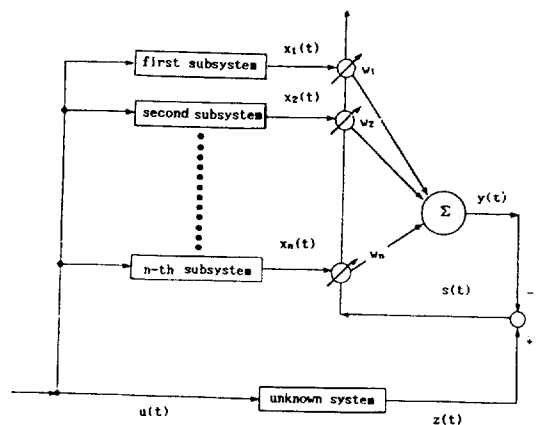 x₁(t)
first subsystem
w₁
x₂(t)
second subsystem
w₂
y(t)
Σ
xₙ(t)
wₙ
n-th subsystem
s(t)
-
+
unknown system
u(t)
z(t)